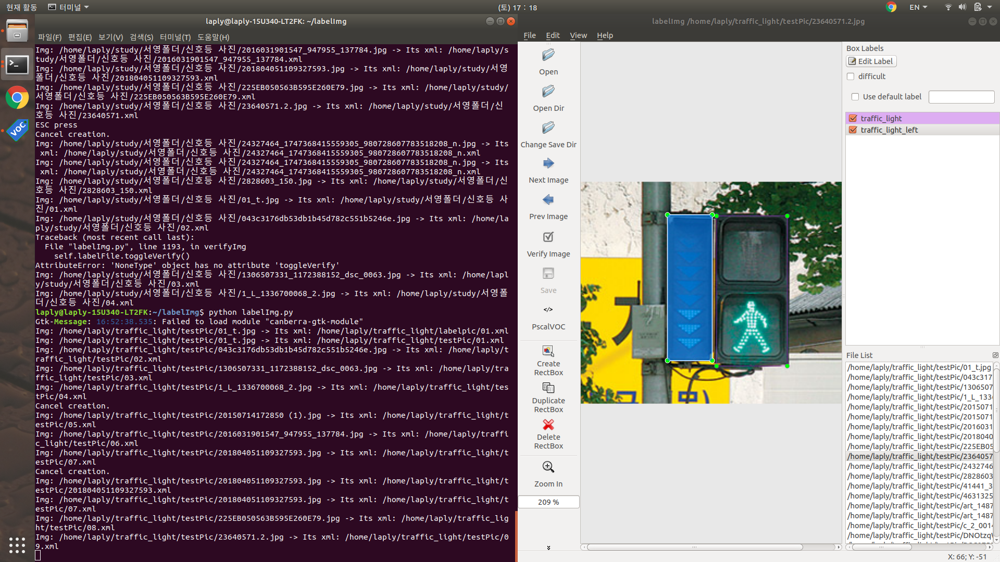 현재 활동
터미널
(토) 17 : 18
EN
laply@laply-15U340-LT2FK: ~/labelImg
파일(F) 편집(E) 보기(V) 검색(S) 터미널(T) 도움말(H)
Img: /home/laply/study/서영폴더/신호등 사진/2016031901547_947955_137784.jpg -> Its xml: /home/laply/s
tudy/서영폴더/신호등 사진/2016031901547_947955_137784.xml
Img: /home/laply/study/서영폴더/신호등 사진/201804051109327593.jpg -> Its xml: /home/laply/study/서영
폴더/신호등 사진/201804051109327593.xml
Img: /home/laply/study/서영폴더/신호등 사진/225EB050563B595E260E79.jpg -> Its xml: /home/laply/study/
서영폴더/신호등 사진/225EB050563B595E260E79.xml
Img: /home/laply/study/서영폴더/신호등 사진/23640571.2.jpg -> Its xml: /home/laply/study/서영폴더/신
호등 사진/23640571.xml
ESC press
Cancel creation.
Img: /home/laply/study/서영폴더/신호등 사진/24327464_1747368415559305_980728607783518208_n.jpg -> Its
 xml: /home/laply/study/서영폴더/신호등 사진/24327464_1747368415559305_980728607783518208_n.xml
Img: /home/laply/study/서영폴더/신호등 사진/24327464_1747368415559305_980728607783518208_n.jpg -> Its
 xml: /home/laply/study/서영폴더/신호등 사진/24327464_1747368415559305_980728607783518208_n.xml
Img: /home/laply/study/서영폴더/신호등 사진/2828603_150.jpg -> Its xml: /home/laply/study/서영폴더/신
호등 사진/2828603_150.xml
Img: /home/laply/study/서영폴더/신호등 사진/01_t.jpg -> Its xml: /home/laply/study/서영폴더/신호등 사
진/01.xml
Img: /home/laply/study/서영폴더/신호등 사진/043c3176db53db1b45d782c551b5246e.jpg -> Its xml: /home/la
ply/study/서영폴더/신호등 사진/02.xml
Traceback (most recent call last):
  File "labelImg.py", line 1193, in verifyImg
    self.labelFile.toggleVerify()
AttributeError: 'NoneType' object has no attribute 'toggleVerify'
Img: /home/laply/study/서영폴더/신호등 사진/1306507331_1172388152_dsc_0063.jpg -> Its xml: /home/lapl
y/study/서영폴더/신호등 사진/03.xml
Img: /home/laply/study/서영폴더/신호등 사진/1_L_1336700068_2.jpg -> Its xml: /home/laply/study/서영폴
더/신호등 사진/04.xml
laply@laply-15U340-LT2FK:~/labelImg$ python labelImg.py
Gtk-Message: 16:52:38.535: Failed to load module "canberra-gtk-module"
Img: /home/laply/traffic_light/testPic/01_t.jpg -> Its xml: /home/laply/traffic_light/labelpic/01.xml
Img: /home/laply/traffic_light/testPic/01_t.jpg -> Its xml: /home/laply/traffic_light/testPic/01.xml
Img: /home/laply/traffic_light/testPic/043c3176db53db1b45d782c551b5246e.jpg -> Its xml: /home/laply/t
raffic_light/testPic/02.xml
Img: /home/laply/traffic_light/testPic/1306507331_1172388152_dsc_0063.jpg -> Its xml: /home/laply/tra
ffic_light/testPic/03.xml
Img: /home/laply/traffic_light/testPic/1_L_1336700068_2.jpg -> Its xml: /home/laply/traffic_light/tes
tPic/04.xml
Cancel creation.
Img: /home/laply/traffic_light/testPic/20150714172850 (1).jpg -> Its xml: /home/laply/traffic_light/t
estPic/05.xml
Img: /home/laply/traffic_light/testPic/2016031901547_947955_137784.jpg -> Its xml: /home/laply/traffi
c_light/testPic/06.xml
Img: /home/laply/traffic_light/testPic/201804051109327593.jpg -> Its xml: /home/laply/traffic_light/t
estPic/07.xml
Cancel creation.
Img: /home/laply/traffic_light/testPic/201804051109327593.jpg -> Its xml: /home/laply/traffic_light/t
estPic/201804051109327593.xml
Img: /home/laply/traffic_light/testPic/201804051109327593.jpg -> Its xml: /home/laply/traffic_light/t
estPic/07.xml
Img: /home/laply/traffic_light/testPic/225EB050563B595E260E79.jpg -> Its xml: /home/laply/traffic_lig
ht/testPic/08.xml
Img: /home/laply/traffic_light/testPic/23640571.2.jpg -> Its xml: /home/laply/traffic_light/testPic/0
9.xml
VOC
labelImg /home/laply/traffic_light/testPic/23640571.2.jpg
File Edit View Help
Open
Open Dir
Change Save Dir
Next Image
Prev Image
Verify Image
Save
</>
PscalVOC
Create
RectBox
Duplicate
RectBox
Delete
RectBox
Zoom In
209 %
Box Labels
Edit Label
difficult
Use default label
traffic_light
traffic_light_left
File List
/home/laply/traffic_light/testPic/01_t.jpg
/home/laply/traffic_light/testPic/043c317
/home/laply/traffic_light/testPic/1306507
/home/laply/traffic_light/testPic/1_L_133
/home/laply/traffic_light/testPic/2015071
/home/laply/traffic_light/testPic/2015071
/home/laply/traffic_light/testPic/2016031
/home/laply/traffic_light/testPic/2018040
/home/laply/traffic_light/testPic/225EB05
/home/laply/traffic_light/testPic/2364057
/home/laply/traffic_light/testPic/2432746
/home/laply/traffic_light/testPic/2828603
/home/laply/traffic_light/testPic/41441_3
/home/laply/traffic_light/testPic/4631325
/home/laply/traffic_light/testPic/art_1487
/home/laply/traffic_light/testPic/art_1487
/home/laply/traffic_light/testPic/c_2_001
/home/laply/traffic_light/testPic/DNOtzq
X: 66; Y: -51